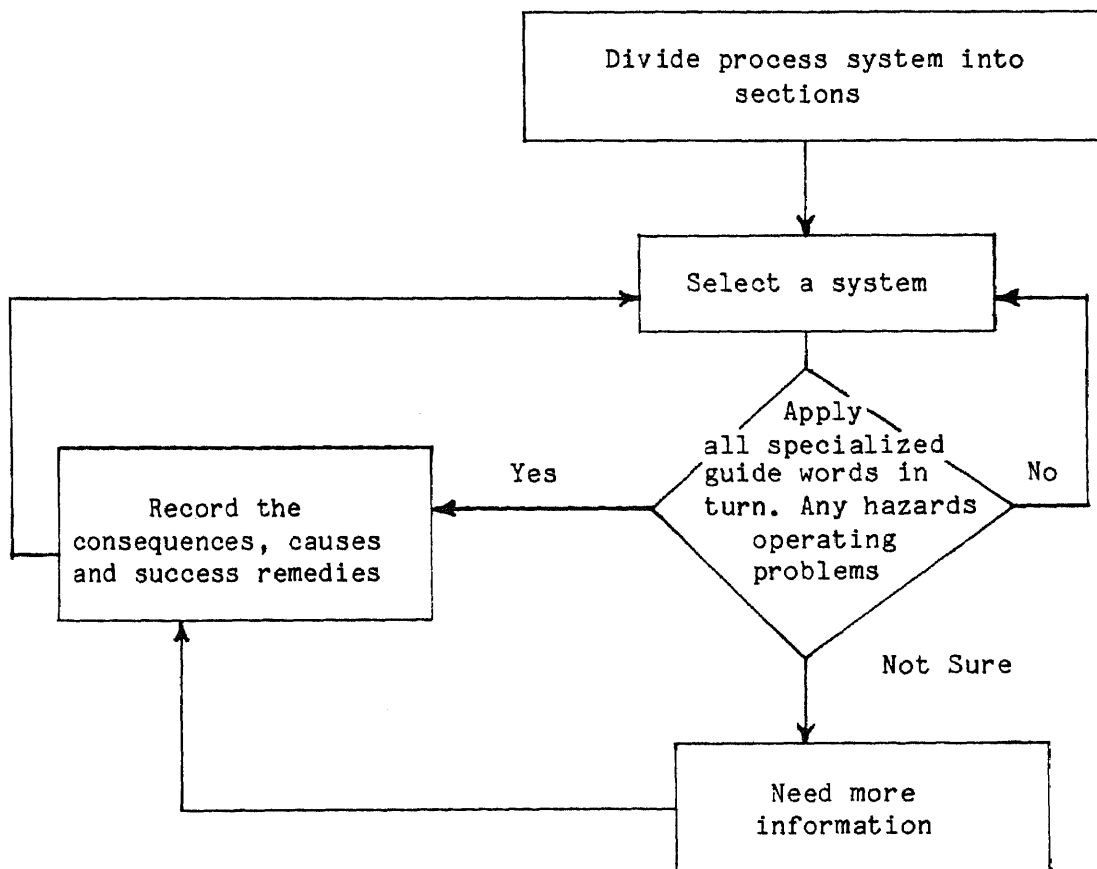 Divide process system into
sections
Select a system
Apply
all specialized
guide words in
turn. Any hazards
operating
problems
Yes
No
Record the
consequences, causes
and success remedies
Not Sure
Need more
information